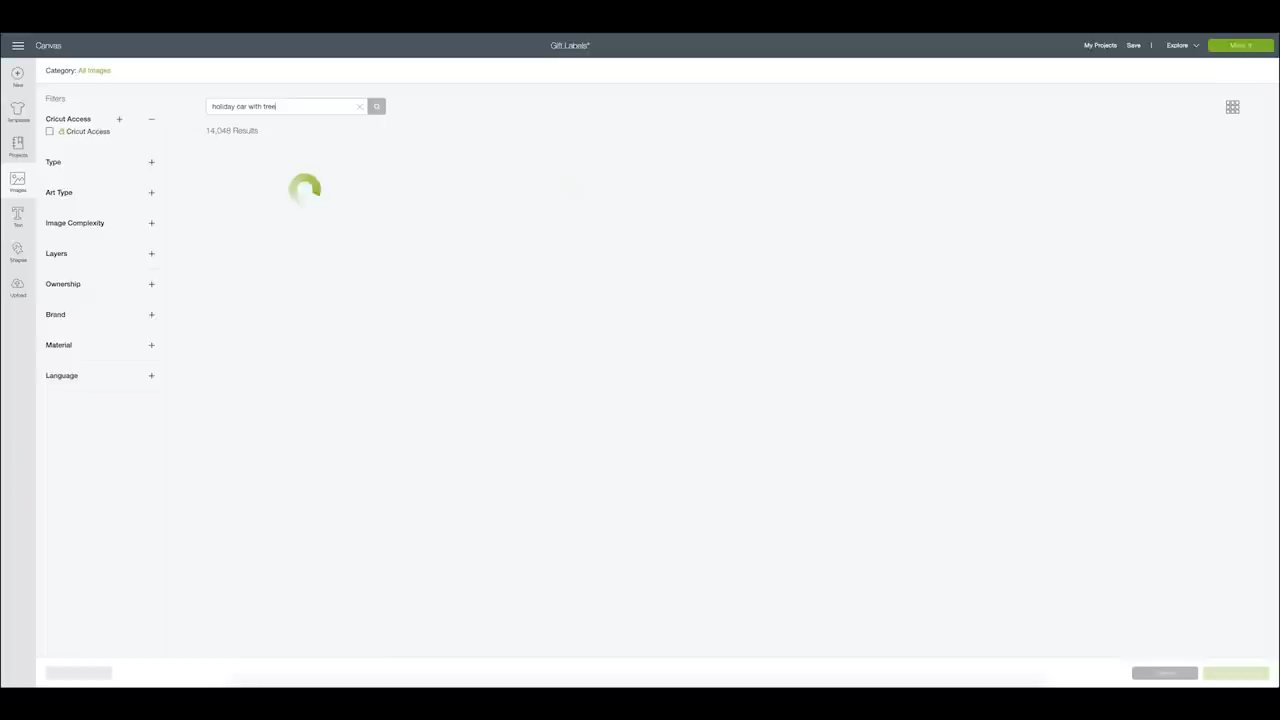 Canvas
Gift Labels*
My Projects
Save
|
Explore
Category: All Images
New
Templates
Projects
Images
Text
Shapes
Upload
Filters
Cricut Access
Cricut Access
Type
Art Type
Image Complexity
Layers
Ownership
Brand
Material
Language
holiday car with tree
14,048 Results